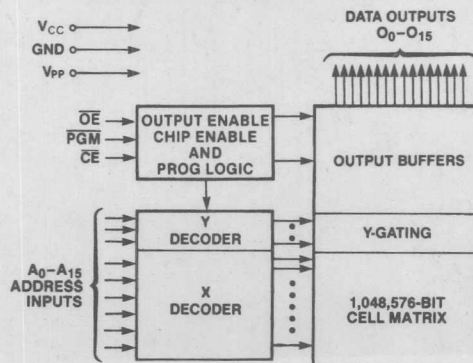 DATA OUTPUTS
O0–O15
VCC
GND
VPP
OE
PGM
CE
OUTPUT ENABLE
CHIP ENABLE
AND
PROG LOGIC
OUTPUT BUFFERS
Y
DECODER
Y-GATING
A0–A15
ADDRESS
INPUTS
X
DECODER
1,048,576-BIT
CELL MATRIX